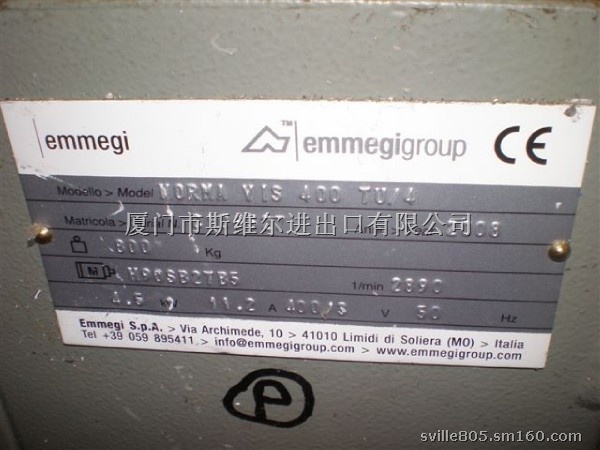 emmegi
TM
emmegigroup CE
Modello > Model NORMA VIS 400 TU/4
Matricola >
厦门市斯维尔进出口有限公司
800 Kg
M 1/min 2890
4.5 kW 11.2 A 400/3 V 50 Hz
Emmegi S.p.A. > Via Archimede, 10 > 41010 Limidi di Soliera (MO) > Italia
Tel +39 059 895411 > info@emmegigroup.com > www.emmegigroup.com
P
sville805.sm160.com